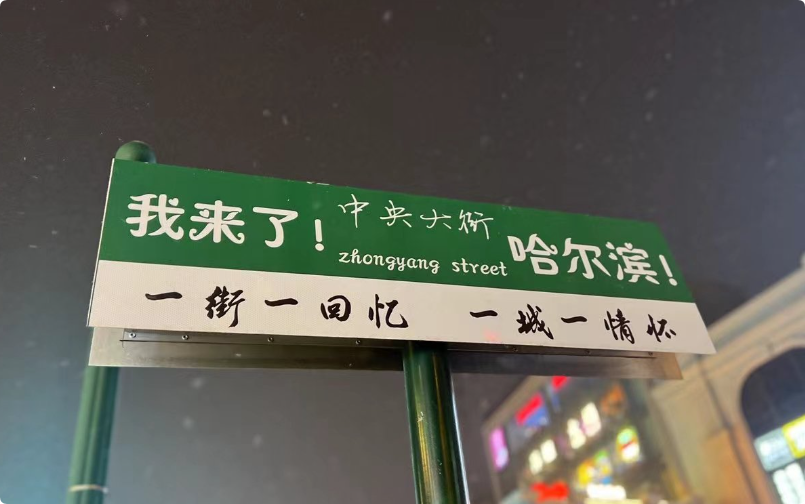 我来了！中央大街 哈尔滨！
zhongyang street
一街一回忆 一城一情怀